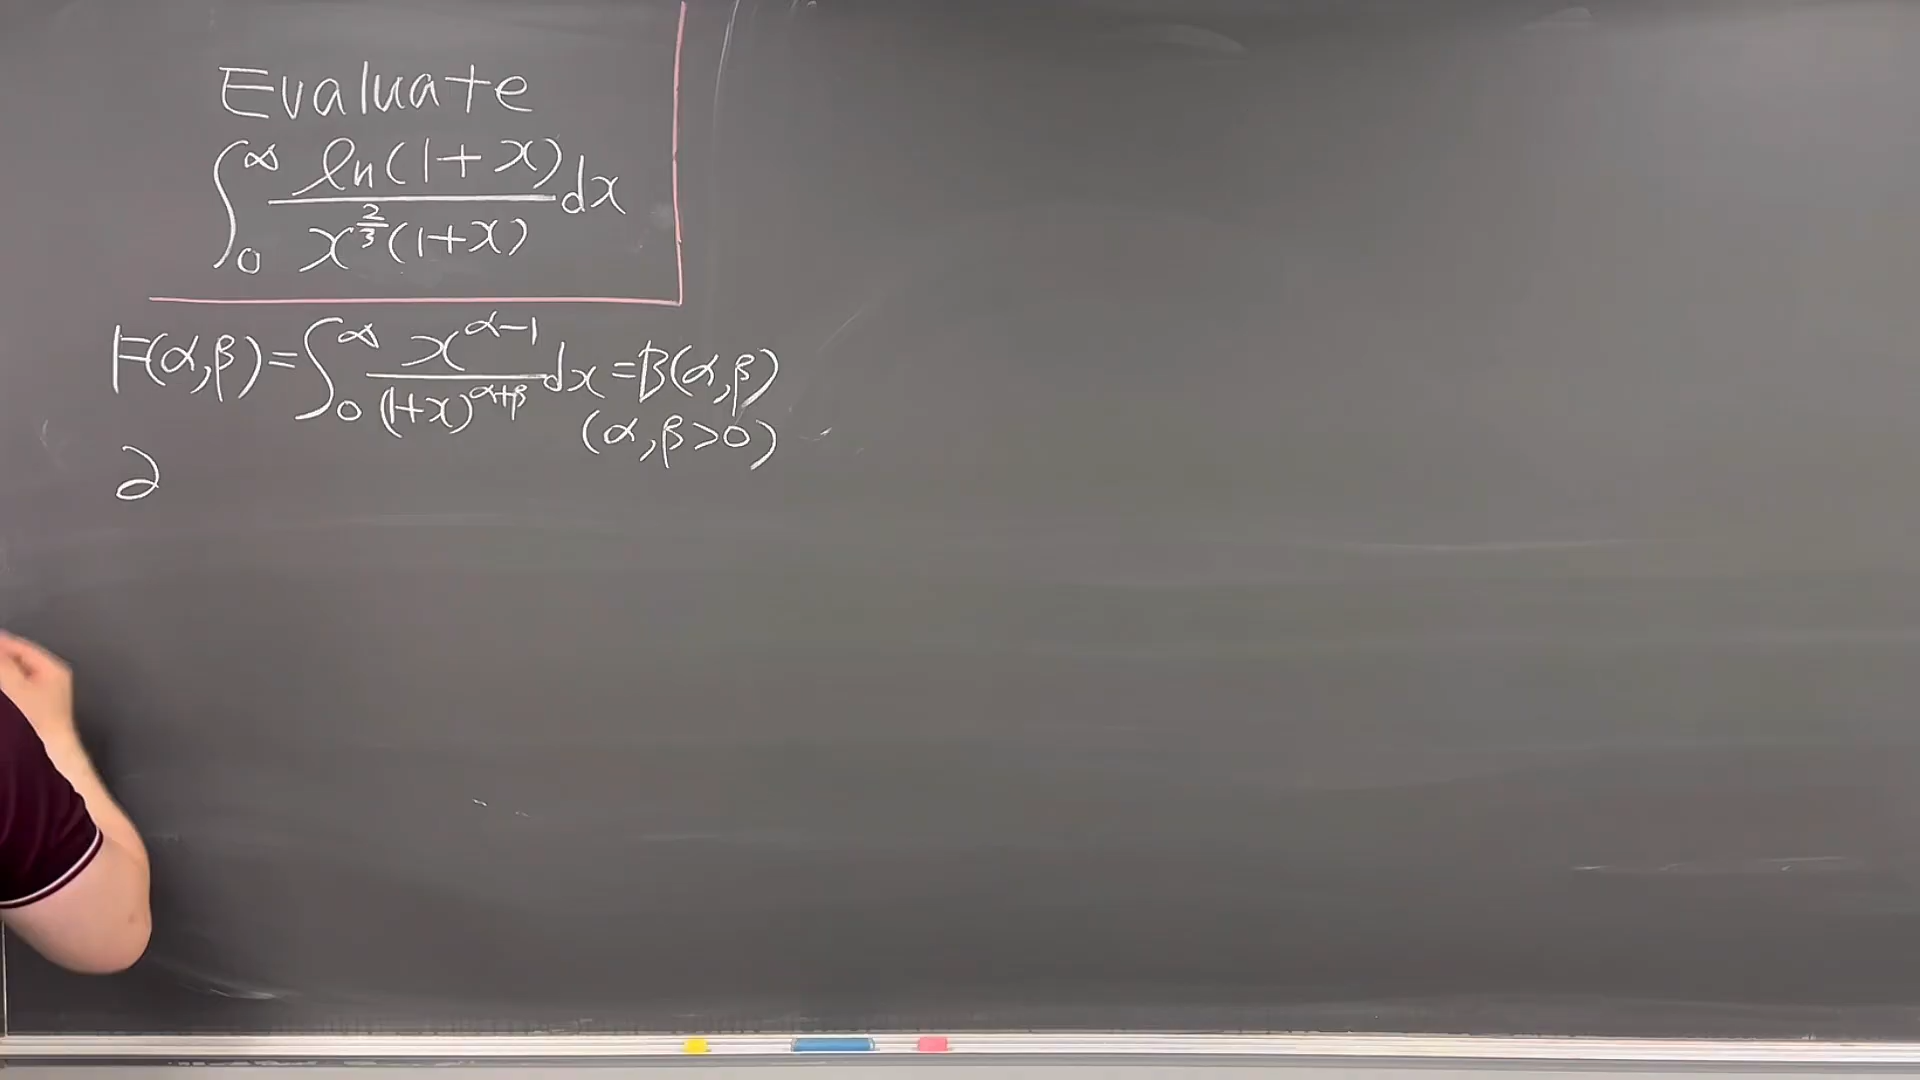 Evaluate
∫₀^∞ ln(1+x)/(x^(2/3)(1+x)) dx
F(α,β)=∫₀^∞ x^(α-1)/(1+x)^(α+β) dx = B(α,β)
(α,β>0)
∂